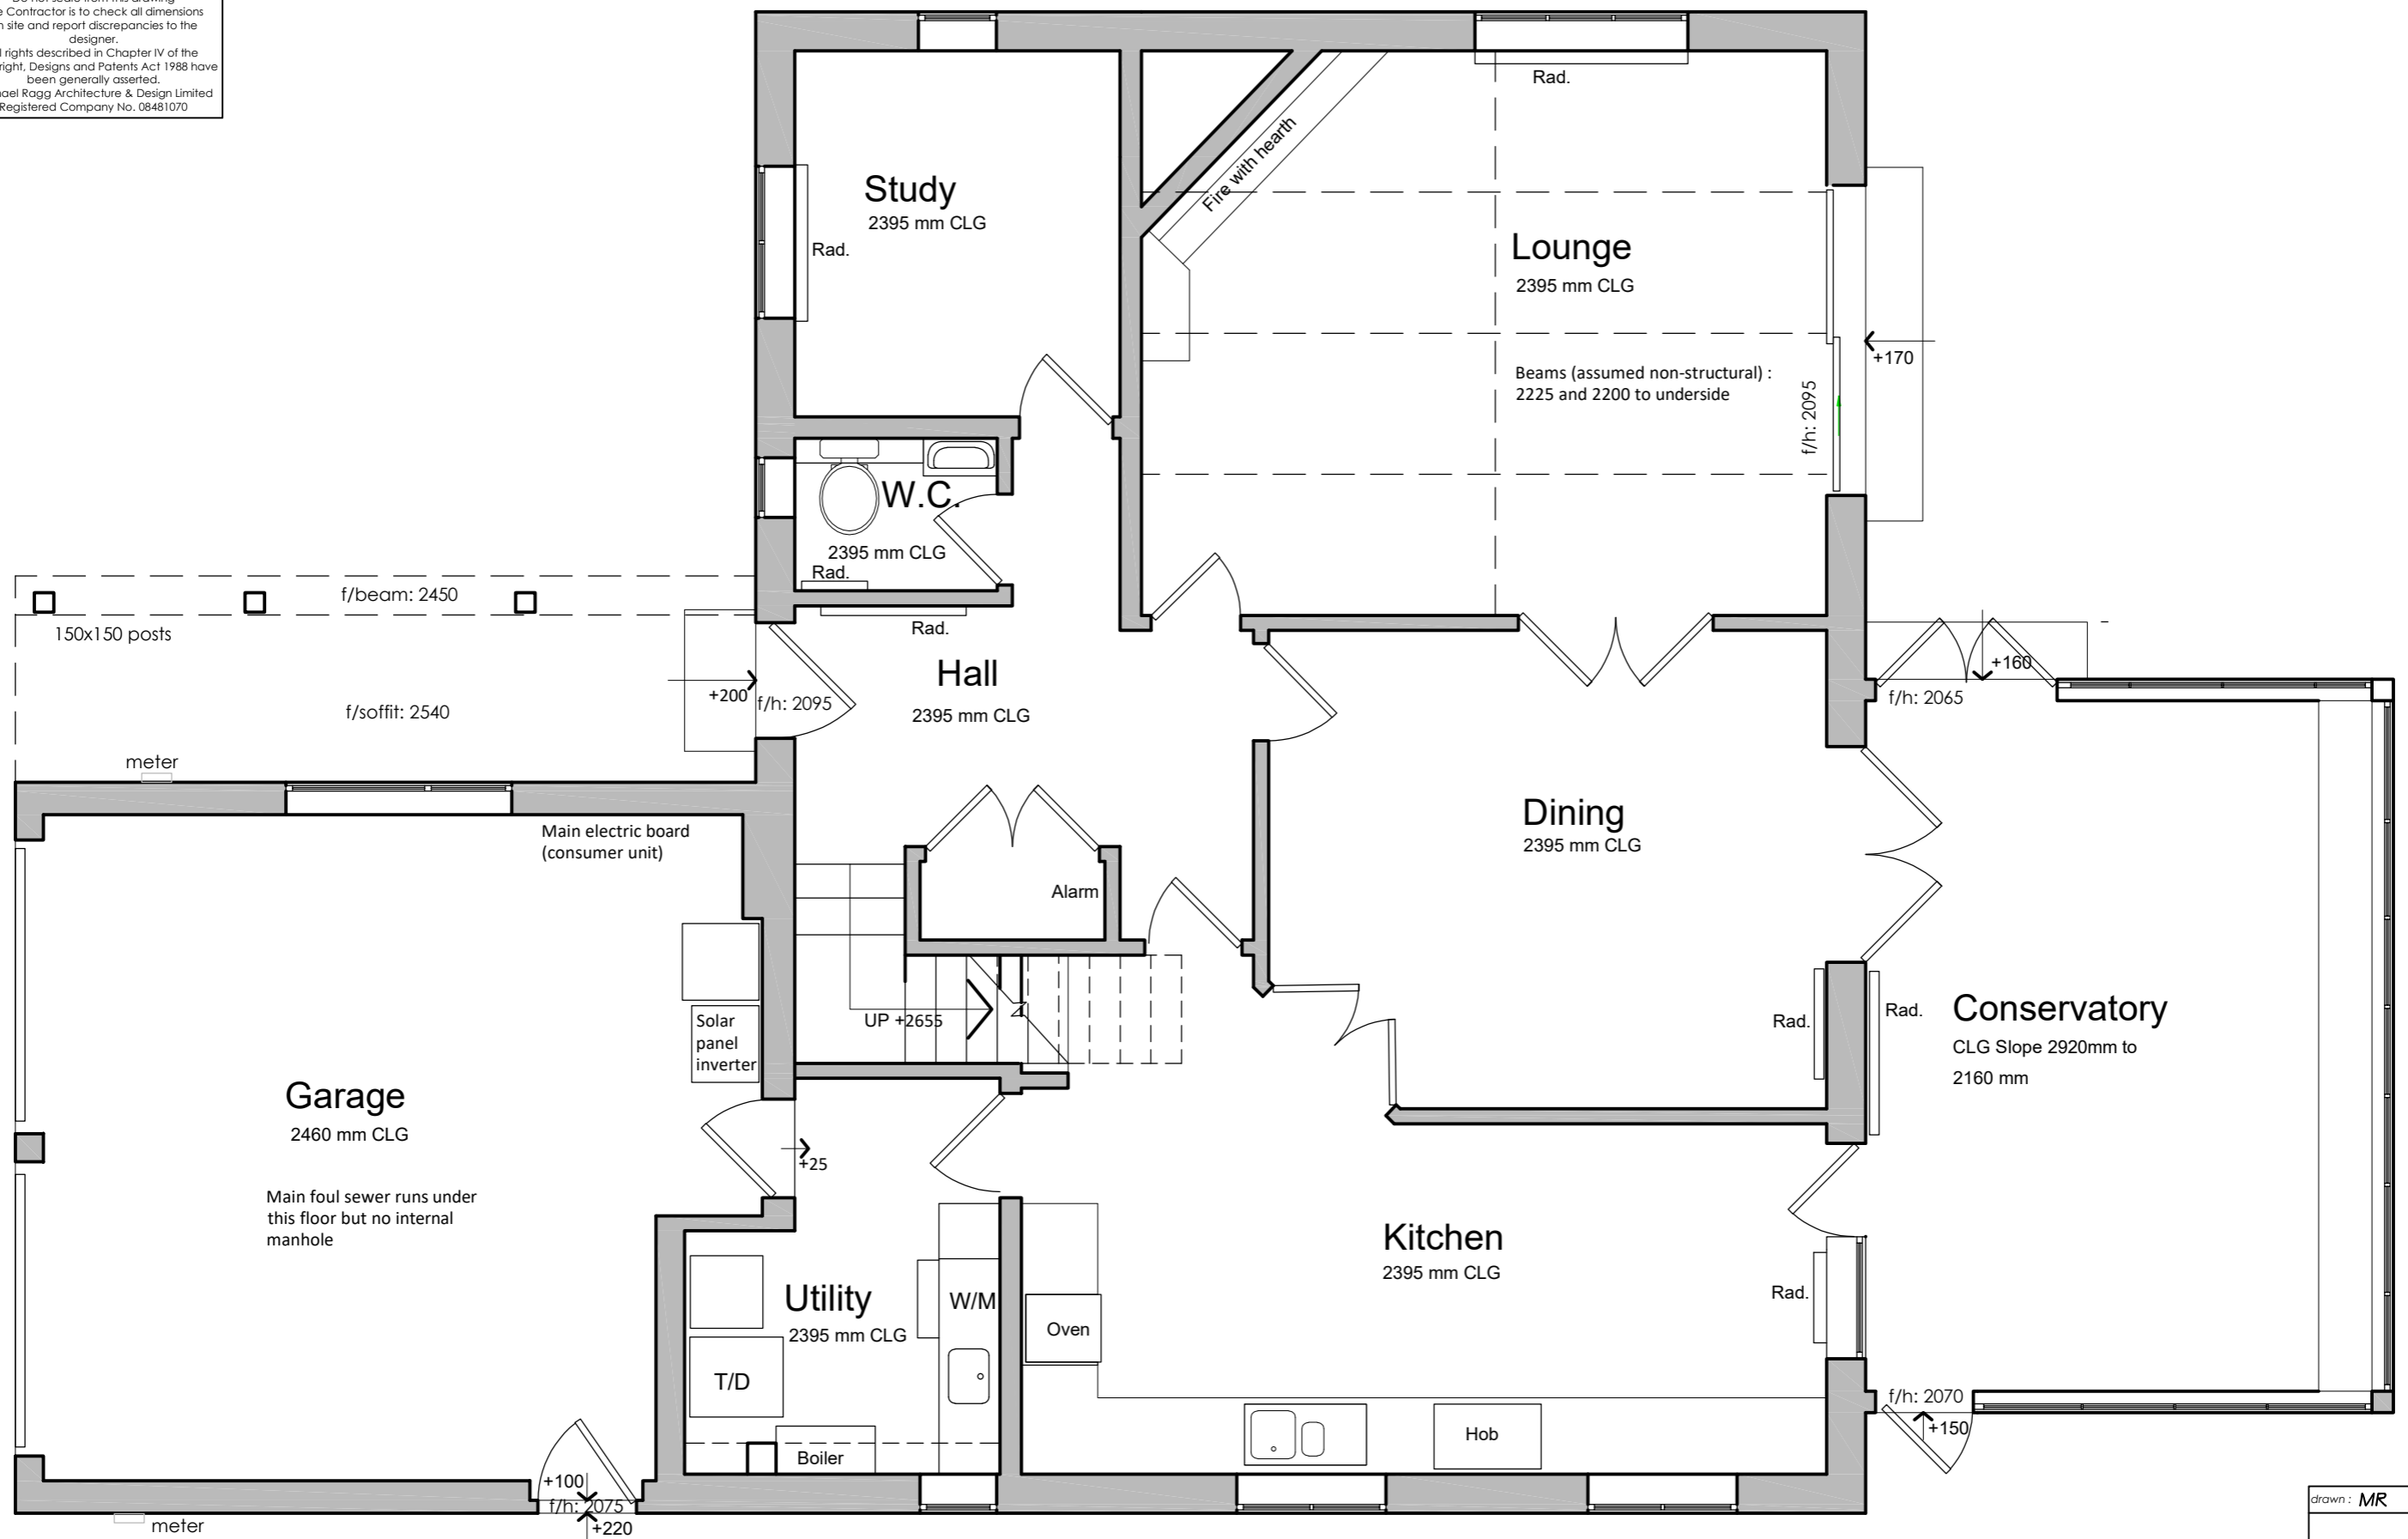 Do not scale from this drawing
Contractor is to check all dimensions
site and report discrepancies to the
designer.
rights described in Chapter IV of the
Designs and Patents Act 1988 have
been generally asserted.
Ragg Architecture & Design Limited
Registered Company No. 08481070
Rad.
Fire with hearth
Study
2395 mm CLG
Rad.
Lounge
2395 mm CLG
+170
Beams (assumed non-structural) :
2225 and 2200 to underside
f/h: 2095
W.C.
2395 mm CLG
Rad.
f/beam: 2450
150x150 posts
Rad.
Hall
2395 mm CLG
+200
f/h: 2095
f/soffit: 2540
+160
f/h: 2065
meter
Main electric board
(consumer unit)
Dining
2395 mm CLG
Alarm
Solar
panel
inverter
UP +2655
Rad.
Rad.
Conservatory
CLG Slope 2920mm to
2160 mm
Garage
2460 mm CLG
+25
Main foul sewer runs under
this floor but no internal
manhole
Kitchen
2395 mm CLG
Utility
2395 mm CLG
W/M
Oven
Rad.
T/D
f/h: 2070
+150
Hob
Boiler
+100
f/h: 2075
+220
meter
drawn : MR